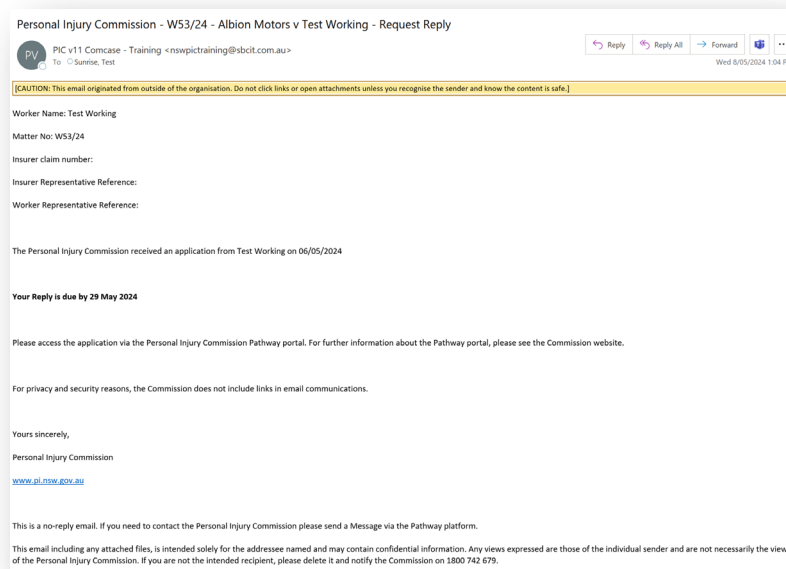 Personal Injury Commission - W53/24 - Albion Motors v Test Working - Request Reply
PV
PIC v11 Comcase - Training <nswpictraining@sbcit.com.au>
To Sunrise, Test
Reply
Reply All
Forward
Wed 8/05/2024 1:04
[CAUTION: This email originated from outside of the organisation. Do not click links or open attachments unless you recognise the sender and know the content is safe.]
Worker Name: Test Working
Matter No: W53/24
Insurer claim number:
Insurer Representative Reference:
Worker Representative Reference:
The Personal Injury Commission received an application from Test Working on 06/05/2024
Your Reply is due by 29 May 2024
Please access the application via the Personal Injury Commission Pathway portal. For further information about the Pathway portal, please see the Commission website.
For privacy and security reasons, the Commission does not include links in email communications.
Yours sincerely,
Personal Injury Commission
www.pi.nsw.gov.au
This is a no-reply email. If you need to contact the Personal Injury Commission please send a Message via the Pathway platform.
This email including any attached files, is intended solely for the addressee named and may contain confidential information. Any views expressed are those of the individual sender and are not necessarily the view
of the Personal Injury Commission. If you are not the intended recipient, please delete it and notify the Commission on 1800 742 679.